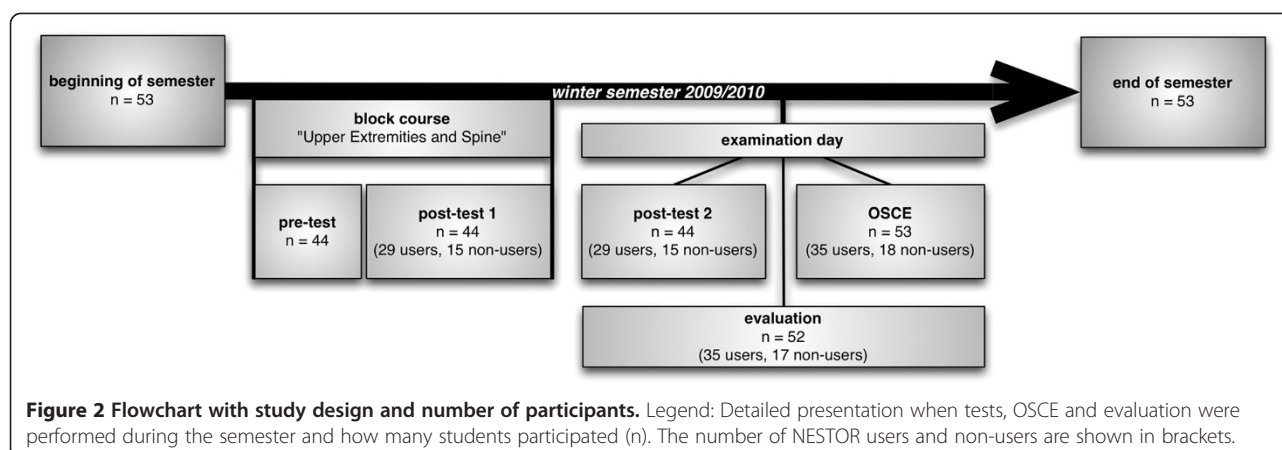 beginning of semester
n = 53
winter semester 2009/2010
end of semester
n = 53
block course
"Upper Extremities and Spine"
examination day
pre-test
n = 44
post-test 1
n = 44
(29 users, 15 non-users)
post-test 2
n = 44
(29 users, 15 non-users)
OSCE
n = 53
(35 users, 18 non-users)
evaluation
n = 52
(35 users, 17 non-users)
Figure 2 Flowchart with study design and number of participants. Legend: Detailed presentation when tests, OSCE and evaluation were
performed during the semester and how many students participated (n). The number of NESTOR users and non-users are shown in brackets.